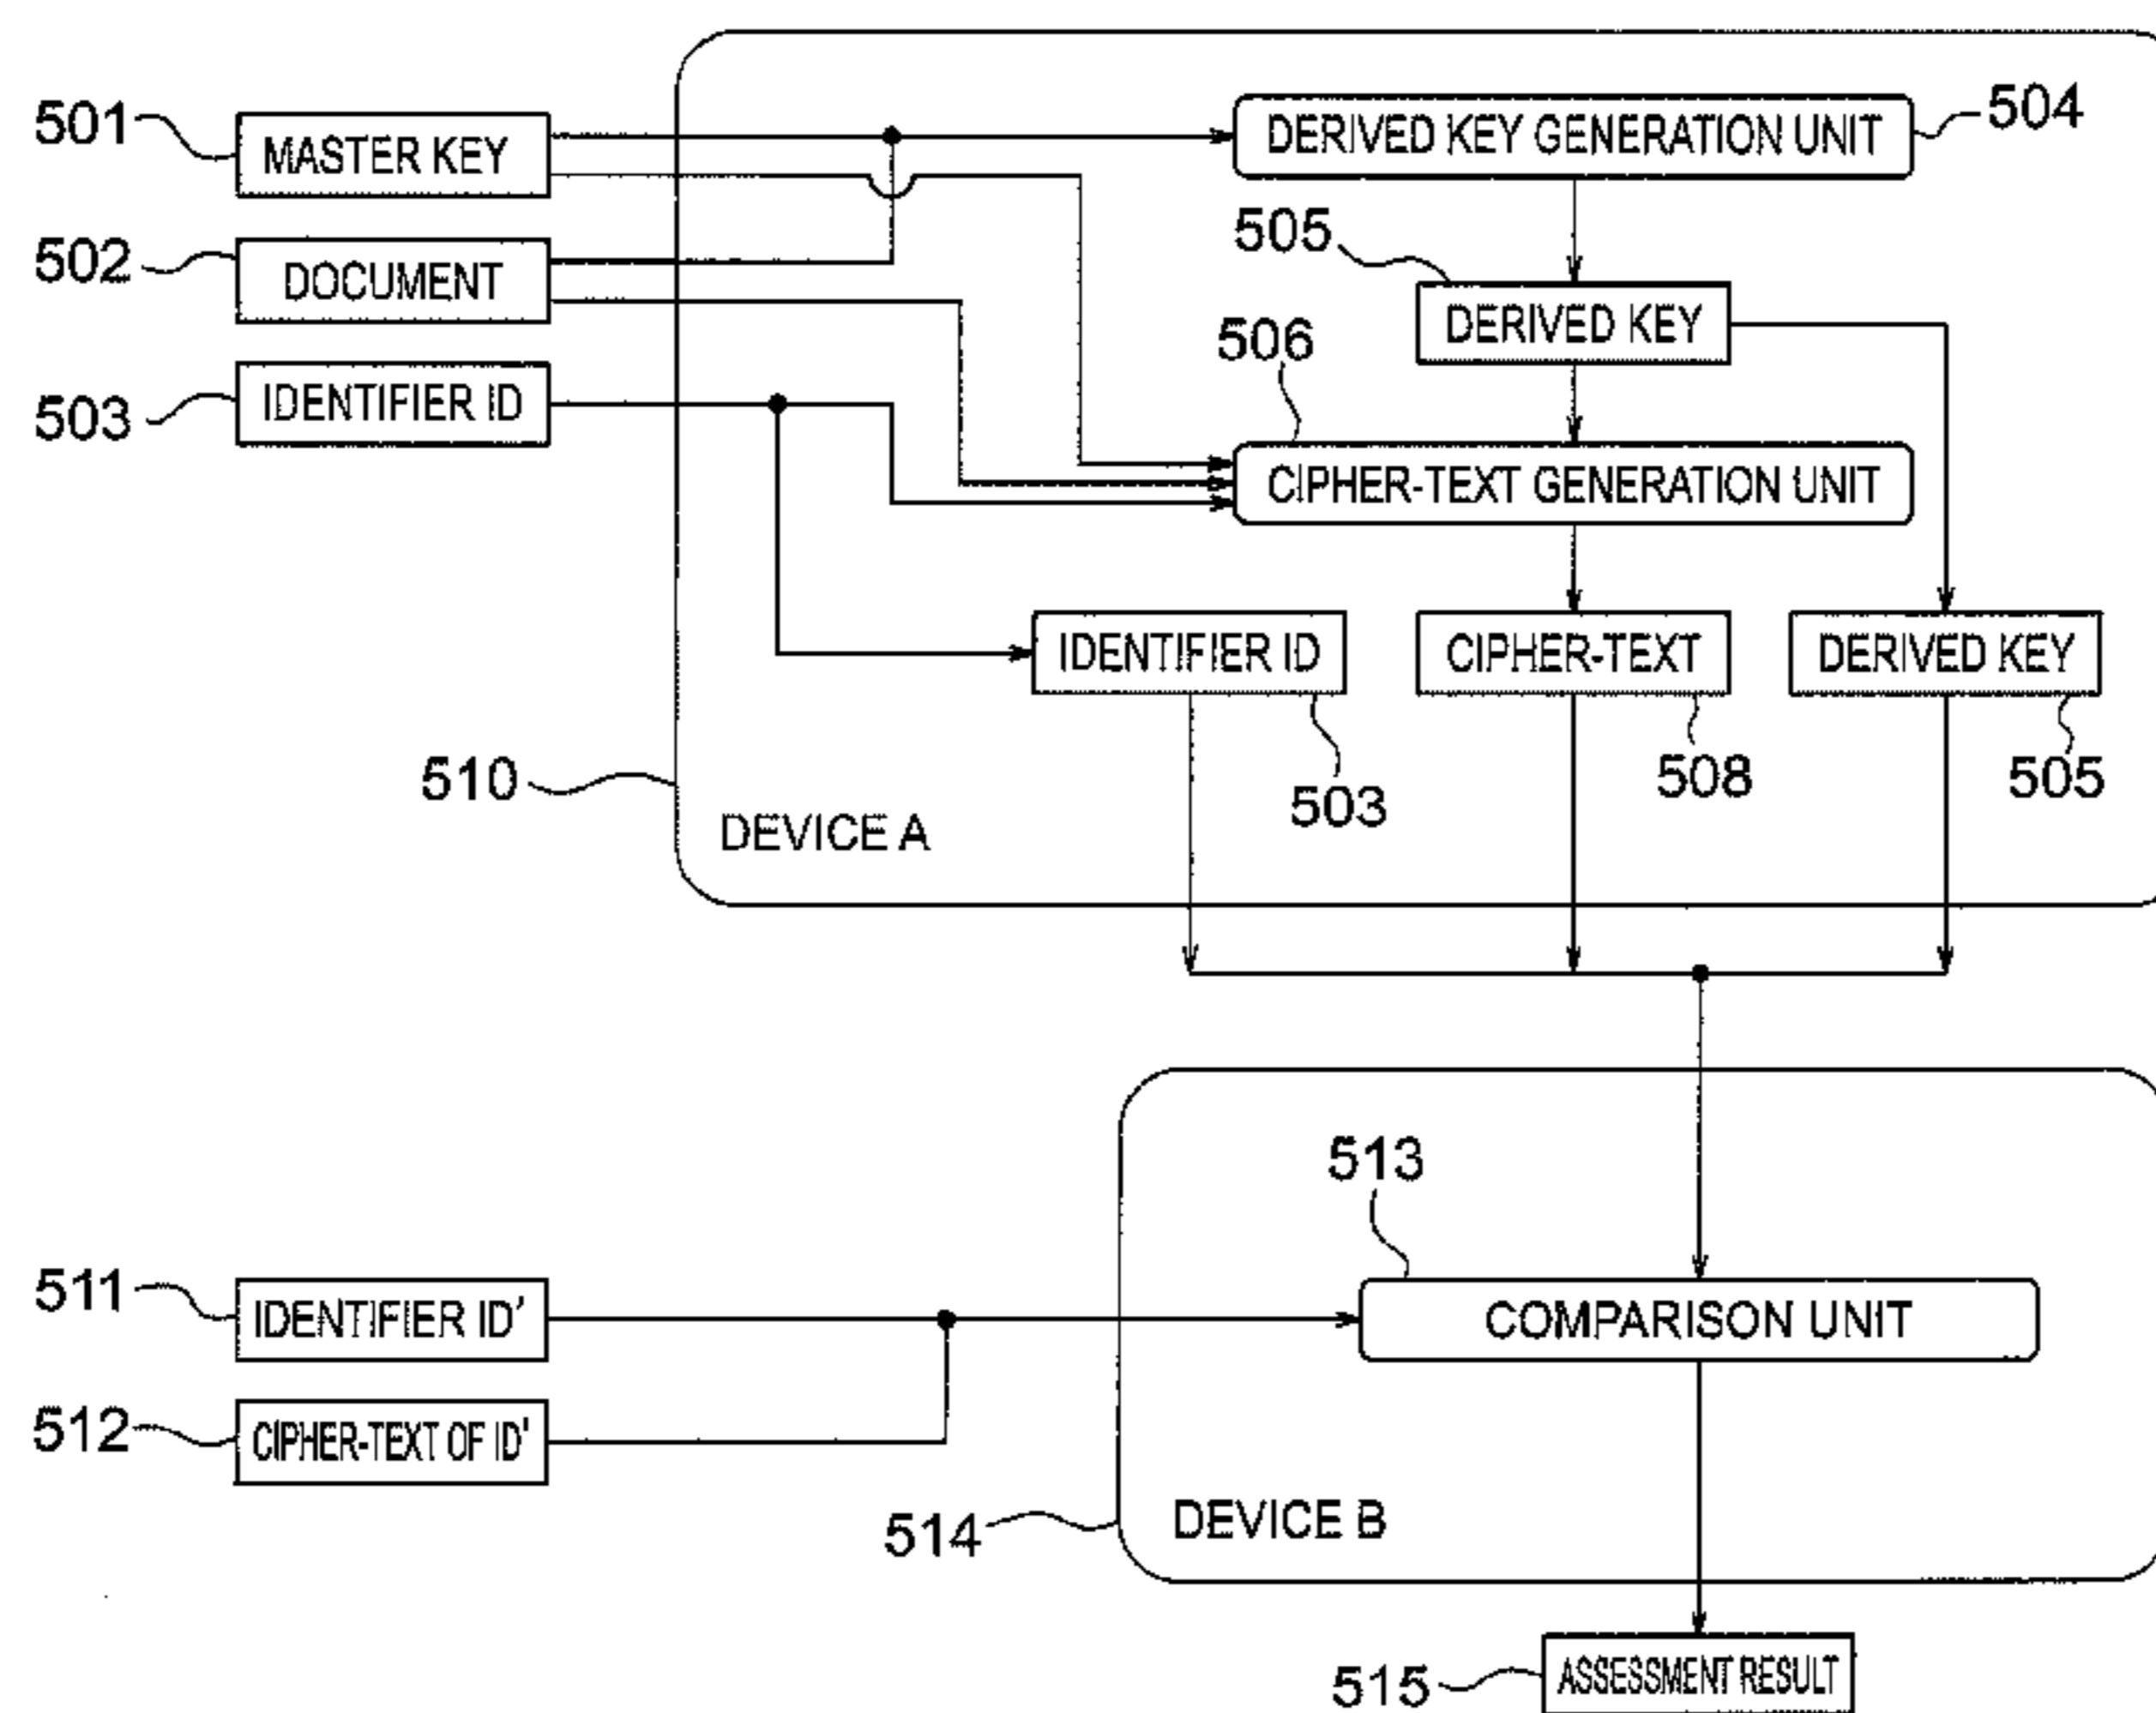 501
MASTER KEY
DERIVED KEY GENERATION UNIT
504
502
DOCUMENT
505
DERIVED KEY
503
IDENTIFIER ID
506
CIPHER-TEXT GENERATION UNIT
IDENTIFIER ID
CIPHER-TEXT
DERIVED KEY
510
503
508
505
DEVICE A
513
511
IDENTIFIER ID'
COMPARISON UNIT
512
CIPHER-TEXT OF ID'
514
DEVICE B
515
ASSESSMENT RESULT